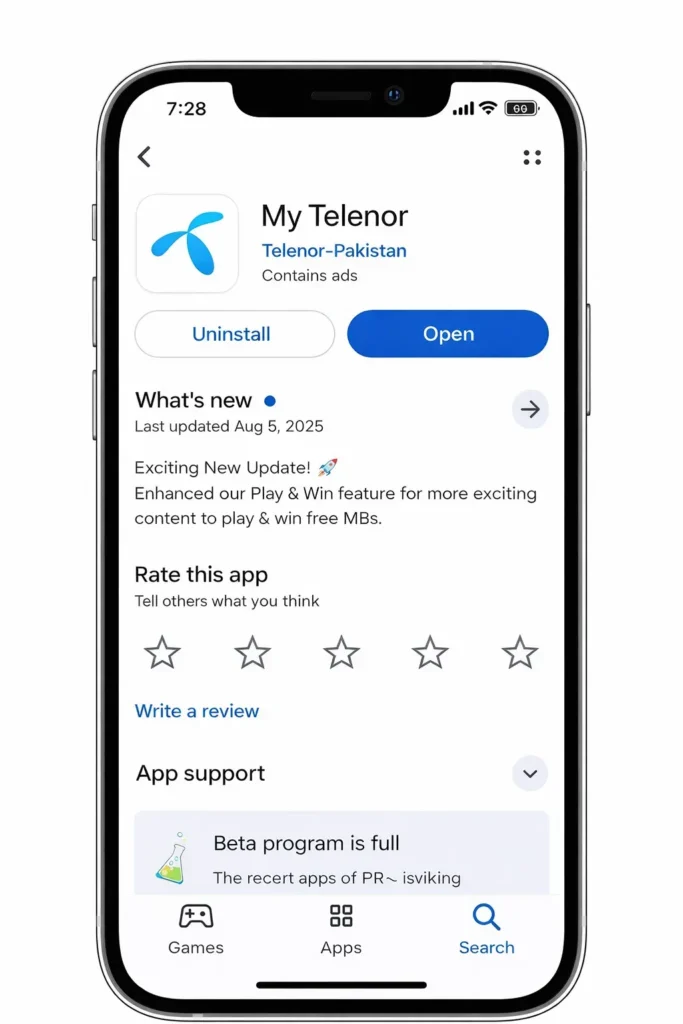 7:28
66
My Telenor
Telenor-Pakistan
Contains ads
Uninstall
Open
What's new
Last updated Aug 5, 2025
Exciting New Update! 🚀
Enhanced our Play & Win feature for more exciting
content to play & win free MBs.
Rate this app
Tell others what you think
Write a review
App support
Beta program is full
The recert apps of PR~ isviking
Games
Apps
Search